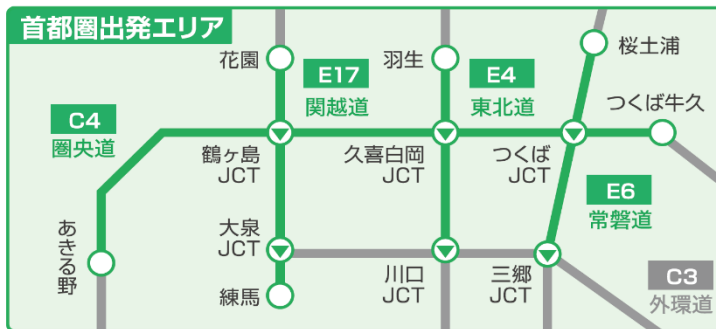 首都圏出発エリア
花園
羽生
桜土浦
E17
関越道
E4
東北道
つくば牛久
C4
圏央道
鶴ヶ島
JCT
久喜白岡
JCT
つくば
JCT
E6
常磐道
あきる野
大泉
JCT
川口
JCT
三郷
JCT
C3
外環道
練馬